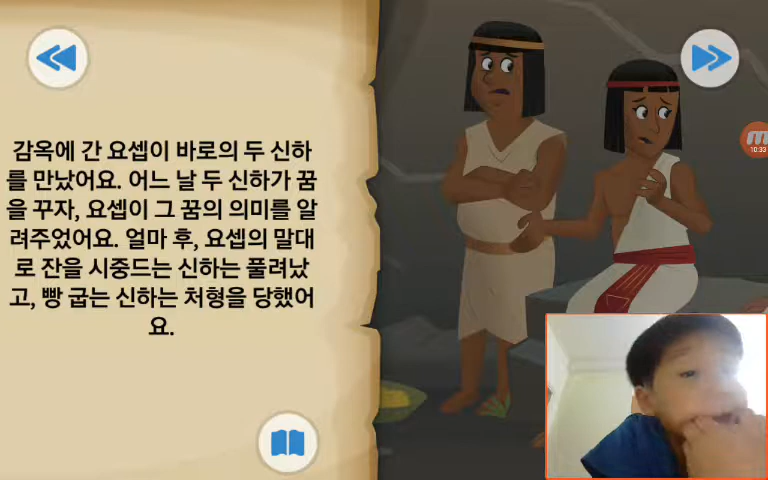 감옥에 간 요셉이 바로의 두 신하
를 만났어요. 어느 날 두 신하가 꿈
을 꾸자, 요셉이 그 꿈의 의미를 알
려주었어요. 얼마 후, 요셉의 말대
로 잔을 시중드는 신하는 풀려났
고, 빵 굽는 신하는 처형을 당했어
요.
10:33